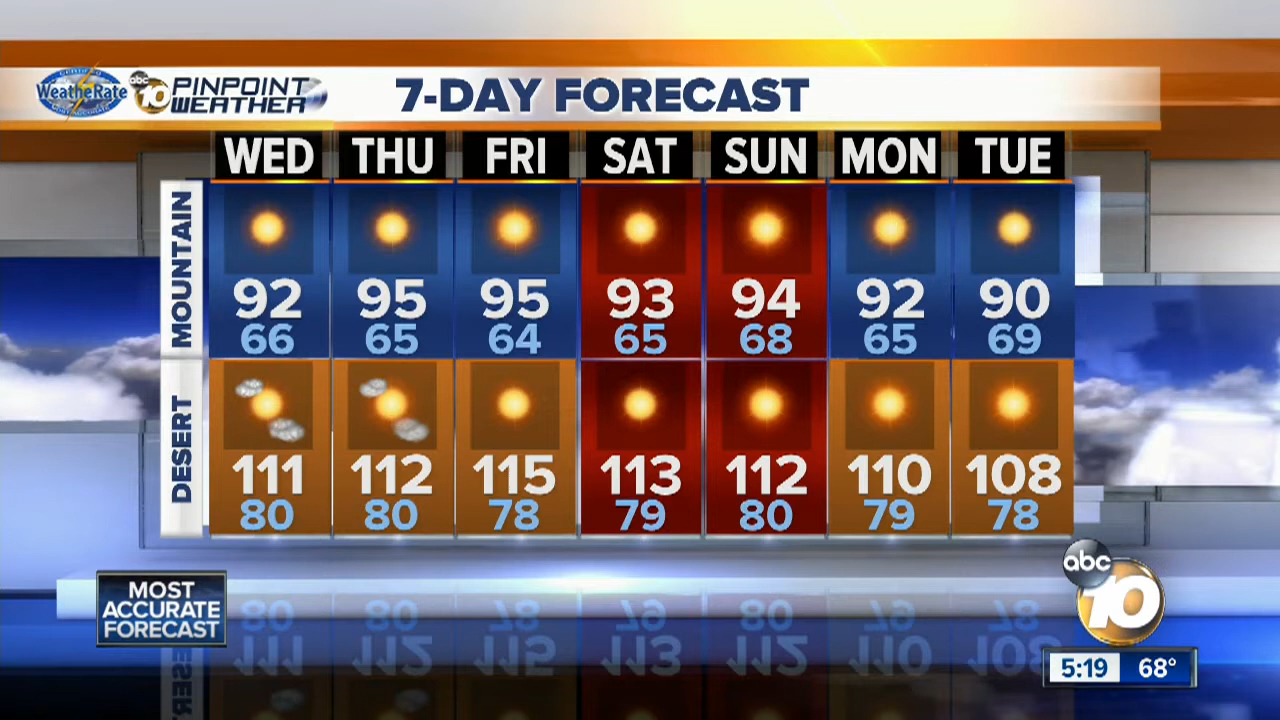 WeatheRate
abc 10 PINPOINT WEATHER
7-DAY FORECAST
WED THU FRI SAT SUN MON TUE
MOUNTAIN
92 95 95 93 94 92 90
66 65 64 65 68 65 69
DESERT
111 112 115 113 112 110 108
80 80 78 79 80 79 78
MOST
ACCURATE
FORECAST
abc
10
5:19 68°